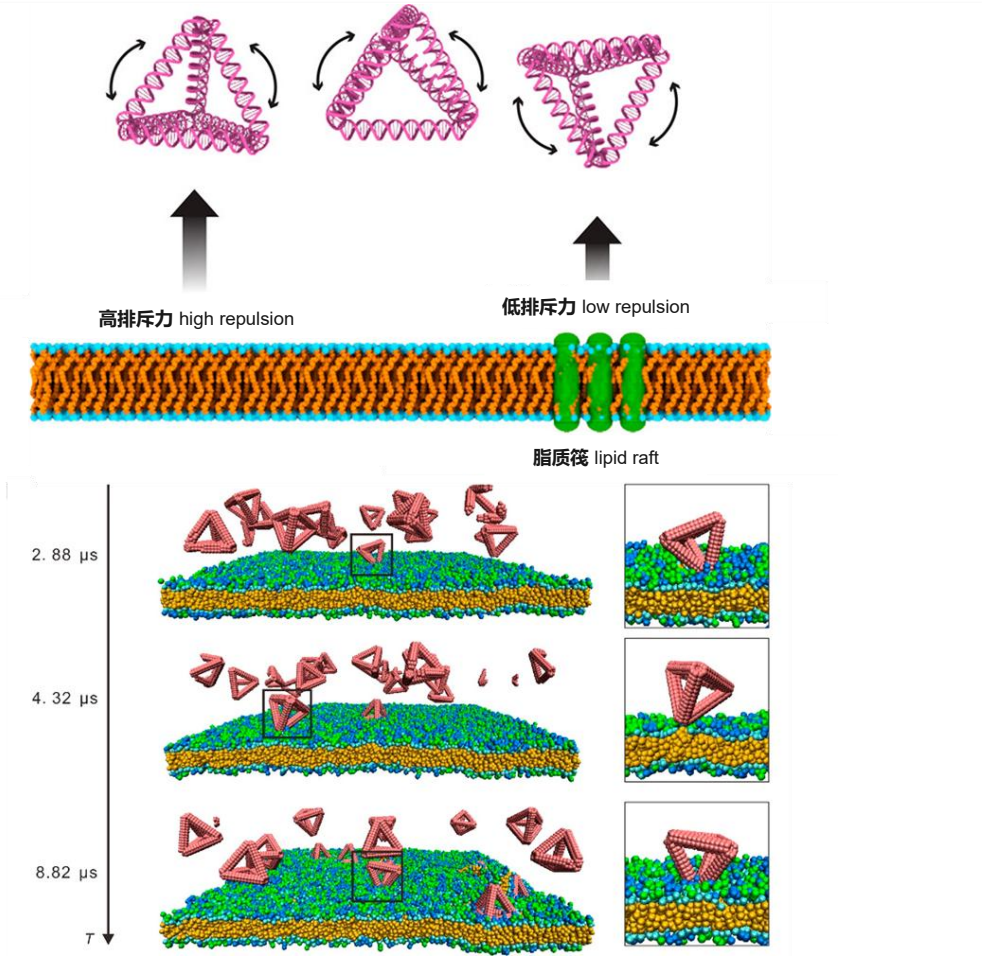 高排斥力 high repulsion
低排斥力 low repulsion
脂质筏 lipid raft
2. 88 μs
4. 32 μs
8.82 μs
T